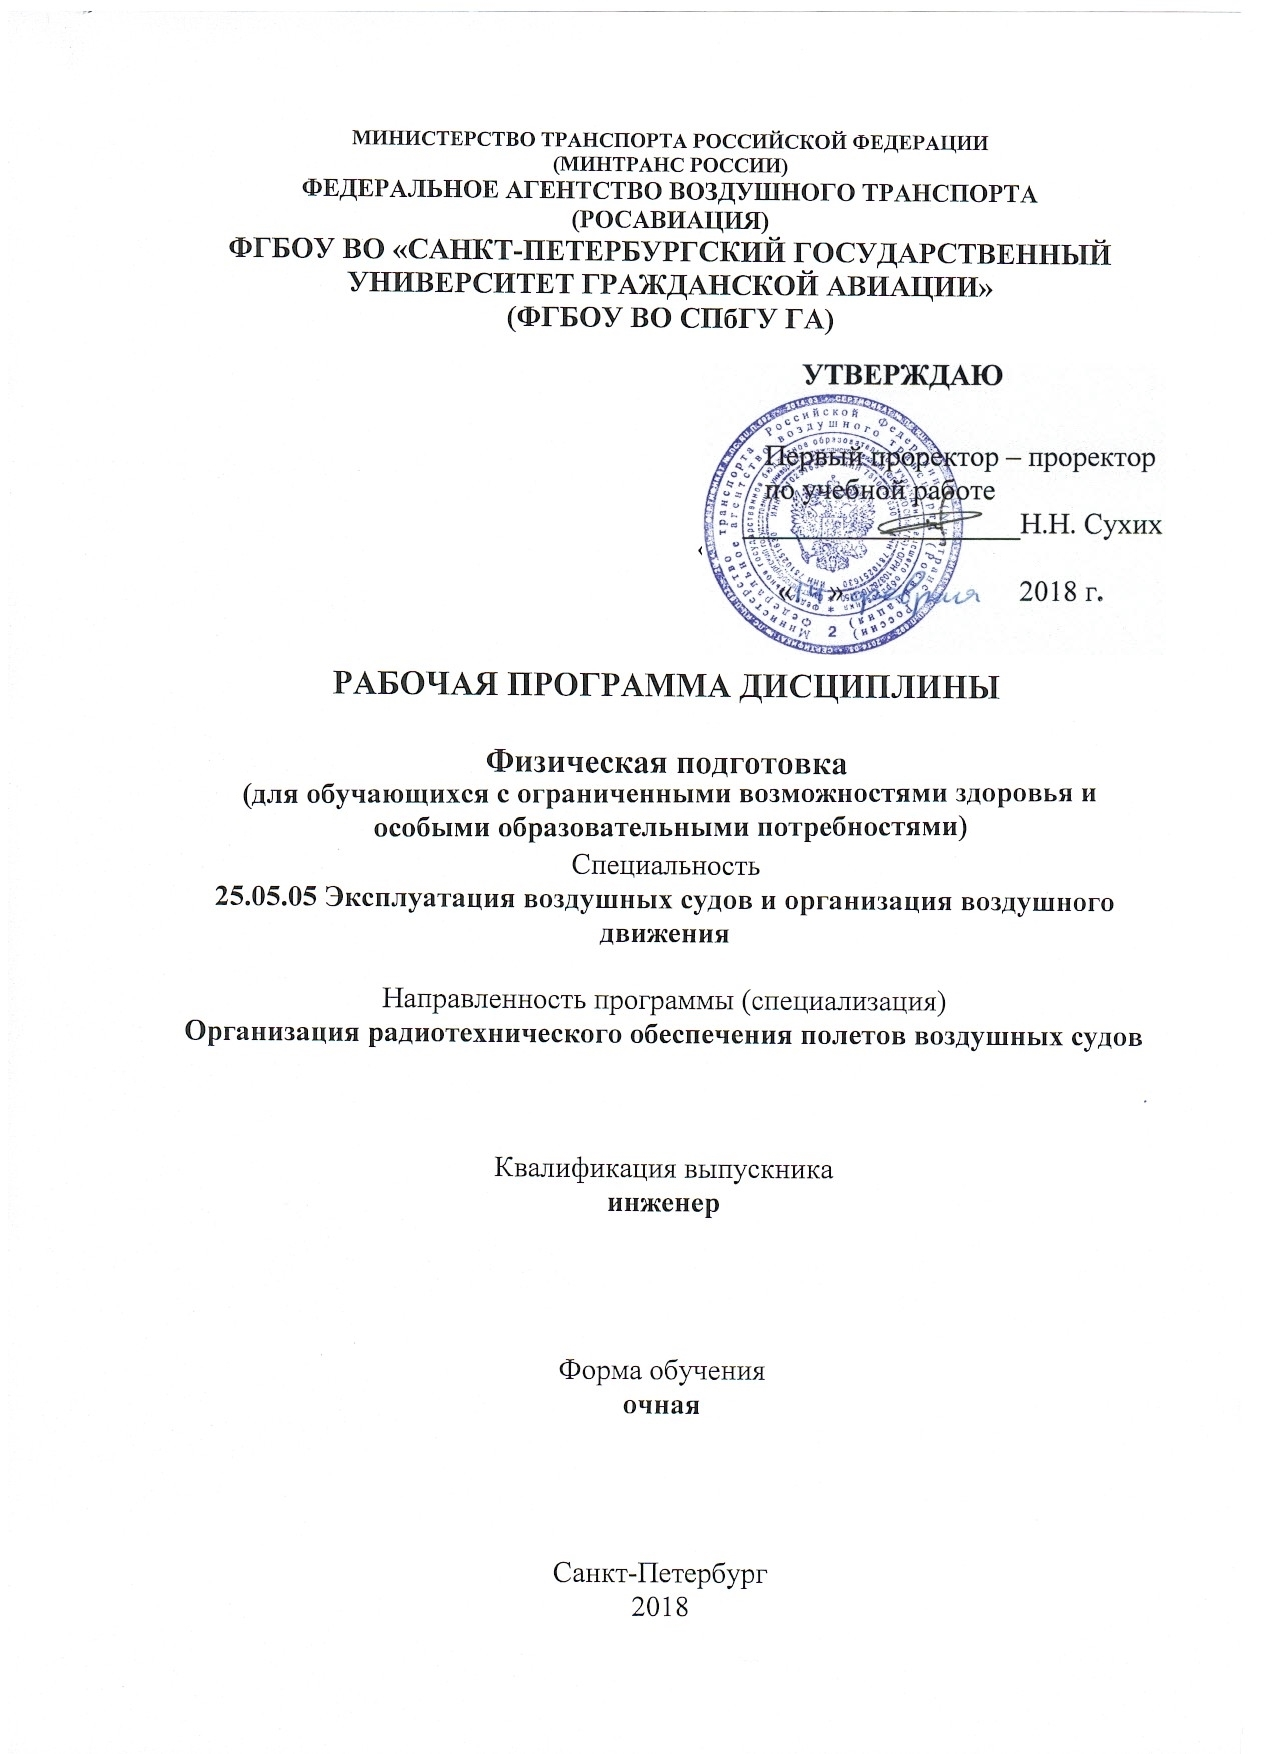 МИНИСТЕРСТВО ТРАНСПОРТА РОССИЙСКОЙ ФЕДЕРАЦИИ
(МИНТРАНС РОССИИ)
ФЕДЕРАЛЬНОЕ АГЕНТСТВО ВОЗДУШНОГО ТРАНСПОРТА
(РОСАВИАЦИЯ)
ФГБОУ ВО «САНКТ-ПЕТЕРБУРГСКИЙ ГОСУДАРСТВЕННЫЙ
УНИВЕРСИТЕТ ГРАЖДАНСКОЙ АВИАЦИИ»
(ФГБОУ ВО СПбГУ ГА)
УТВЕРЖДАЮ
Первый проректор – проректор
по учебной работе
Н.Н. Сухих
«14» февраля 2018 г.
РАБОЧАЯ ПРОГРАММА ДИСЦИПЛИНЫ
Физическая подготовка
(для обучающихся с ограниченными возможностями здоровья и
особыми образовательными потребностями)
Специальность
25.05.05 Эксплуатация воздушных судов и организация воздушного
движения
Направленность программы (специализация)
Организация радиотехнического обеспечения полетов воздушных судов
Квалификация выпускника
инженер
Форма обучения
очная
Санкт-Петербург
2018